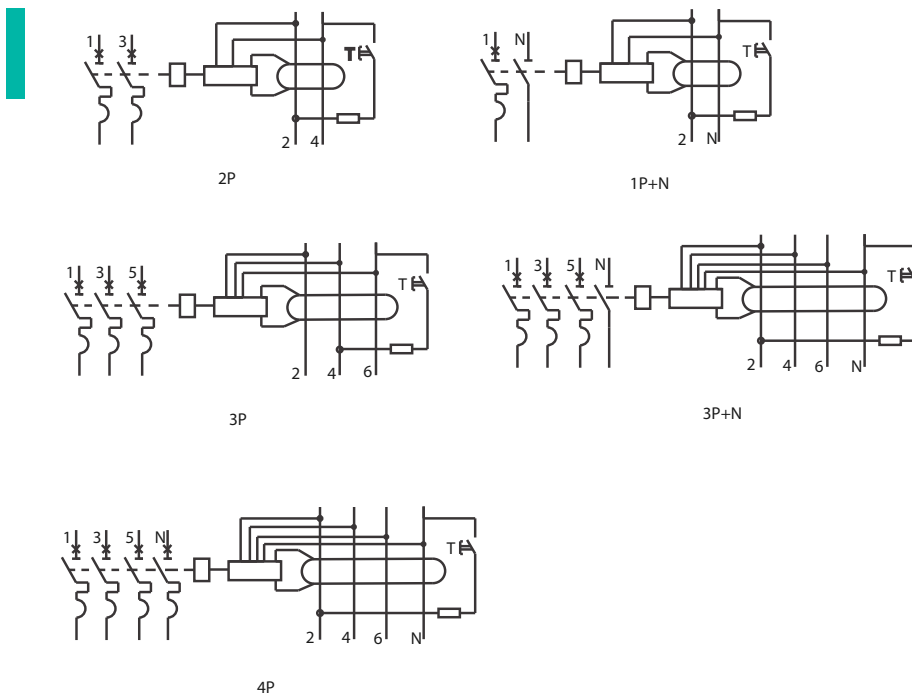 1 3 T
2 4
2P
1 N T
2 N
1P+N
1 3 5 T
2 4 6
3P
1 3 5 N T
2 4 6 N
3P+N
1 3 5 N T
2 4 6 N
4P